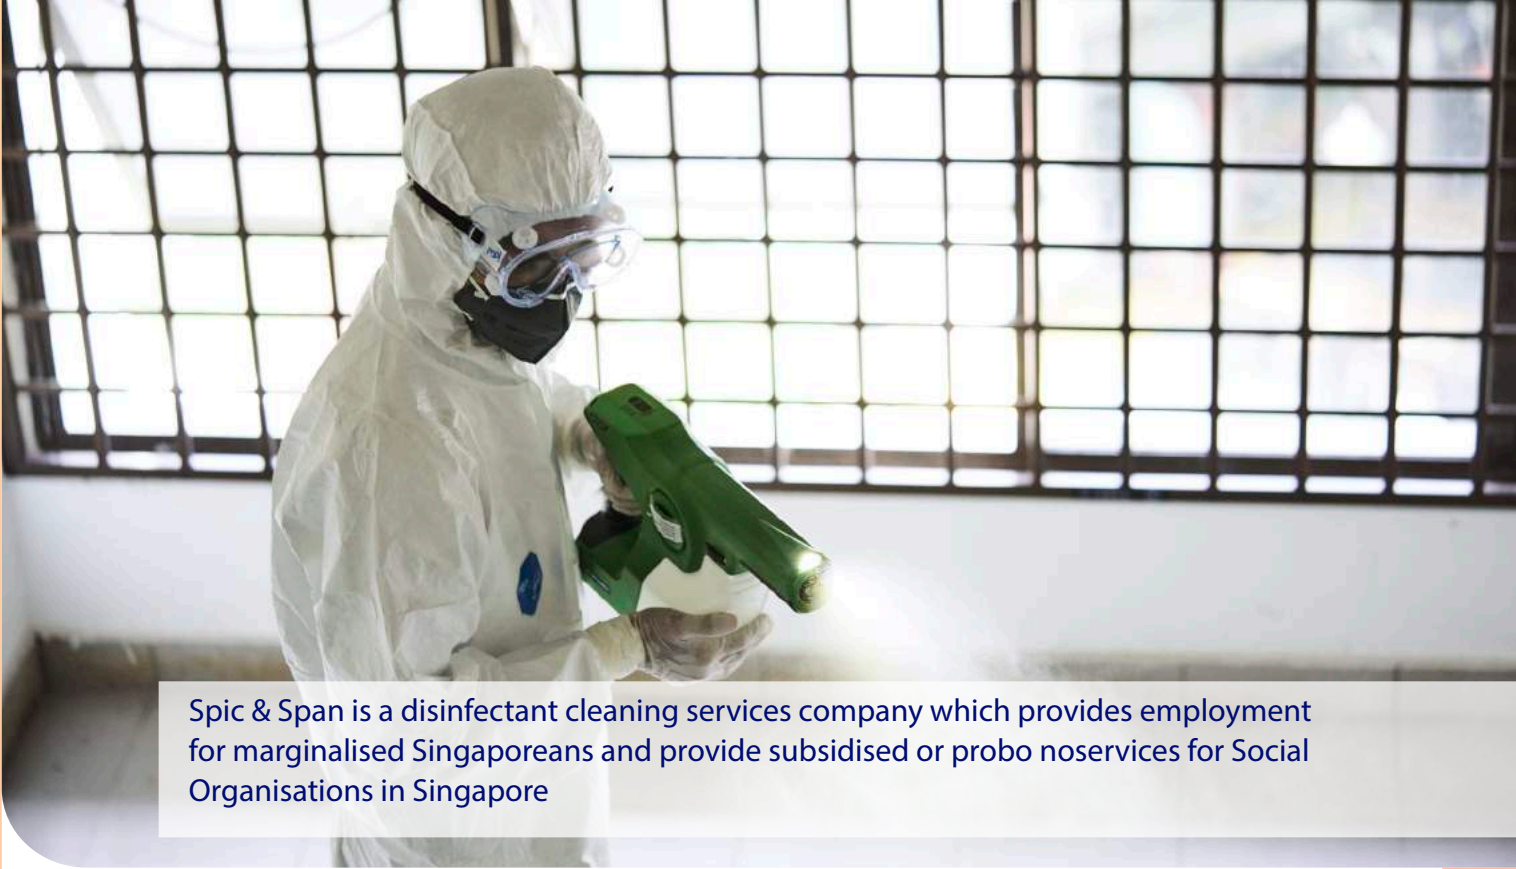 Spic & Span is a disinfectant cleaning services company which provides employment
for marginalised Singaporeans and provide subsidised or probo noservices for Social
Organisations in Singapore